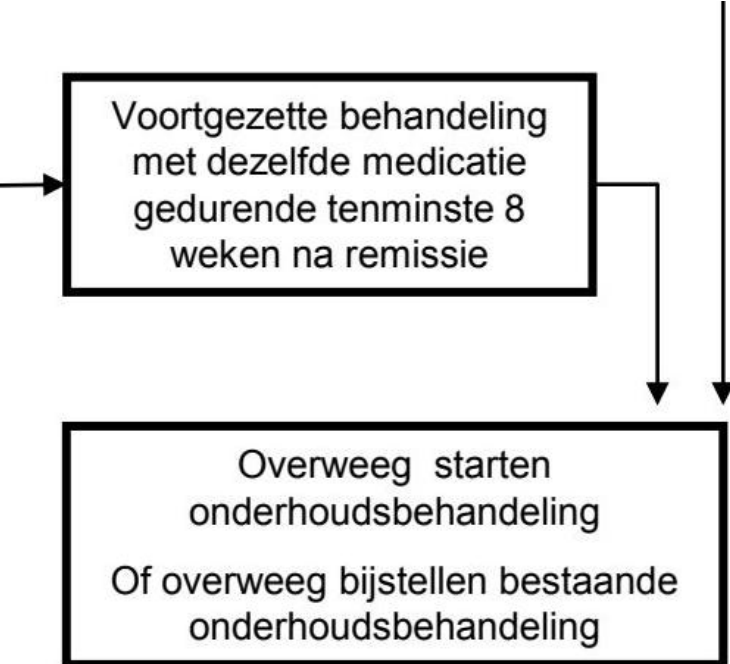 Voortgezette behandeling
met dezelfde medicatie
gedurende tenminste 8
weken na remissie
Overweeg starten
onderhoudsbehandeling
Of overweeg bijstellen bestaande
onderhoudsbehandeling